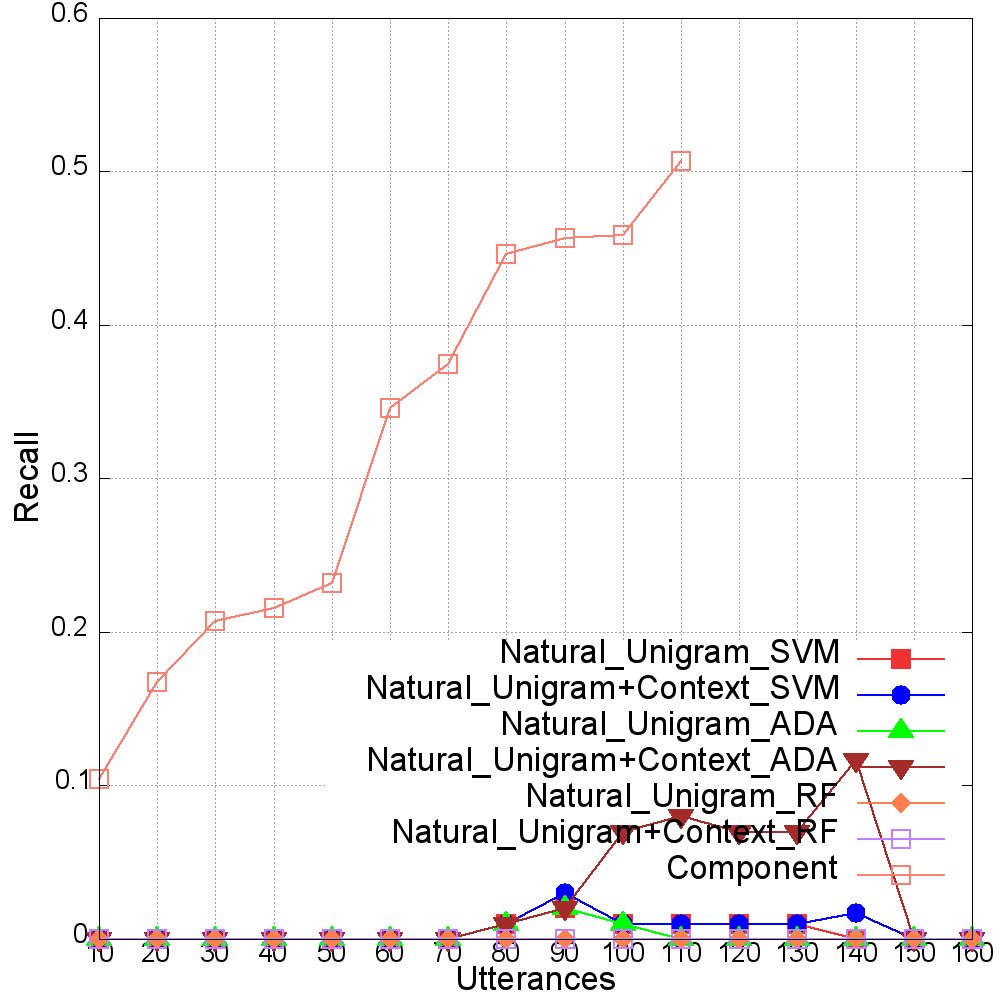 0.6
0.5
0.4
0.3
0.2
0.1
0
Recall
Natural_Unigram_SVM
Natural_Unigram+Context_SVM
Natural_Unigram_ADA
Natural_Unigram+Context_ADA
Natural_Unigram_RF
Natural_Unigram+Context_RF
Component
10 20 30 40 50 60 70 80 90 100 110 120 130 140 150 160
Utterances